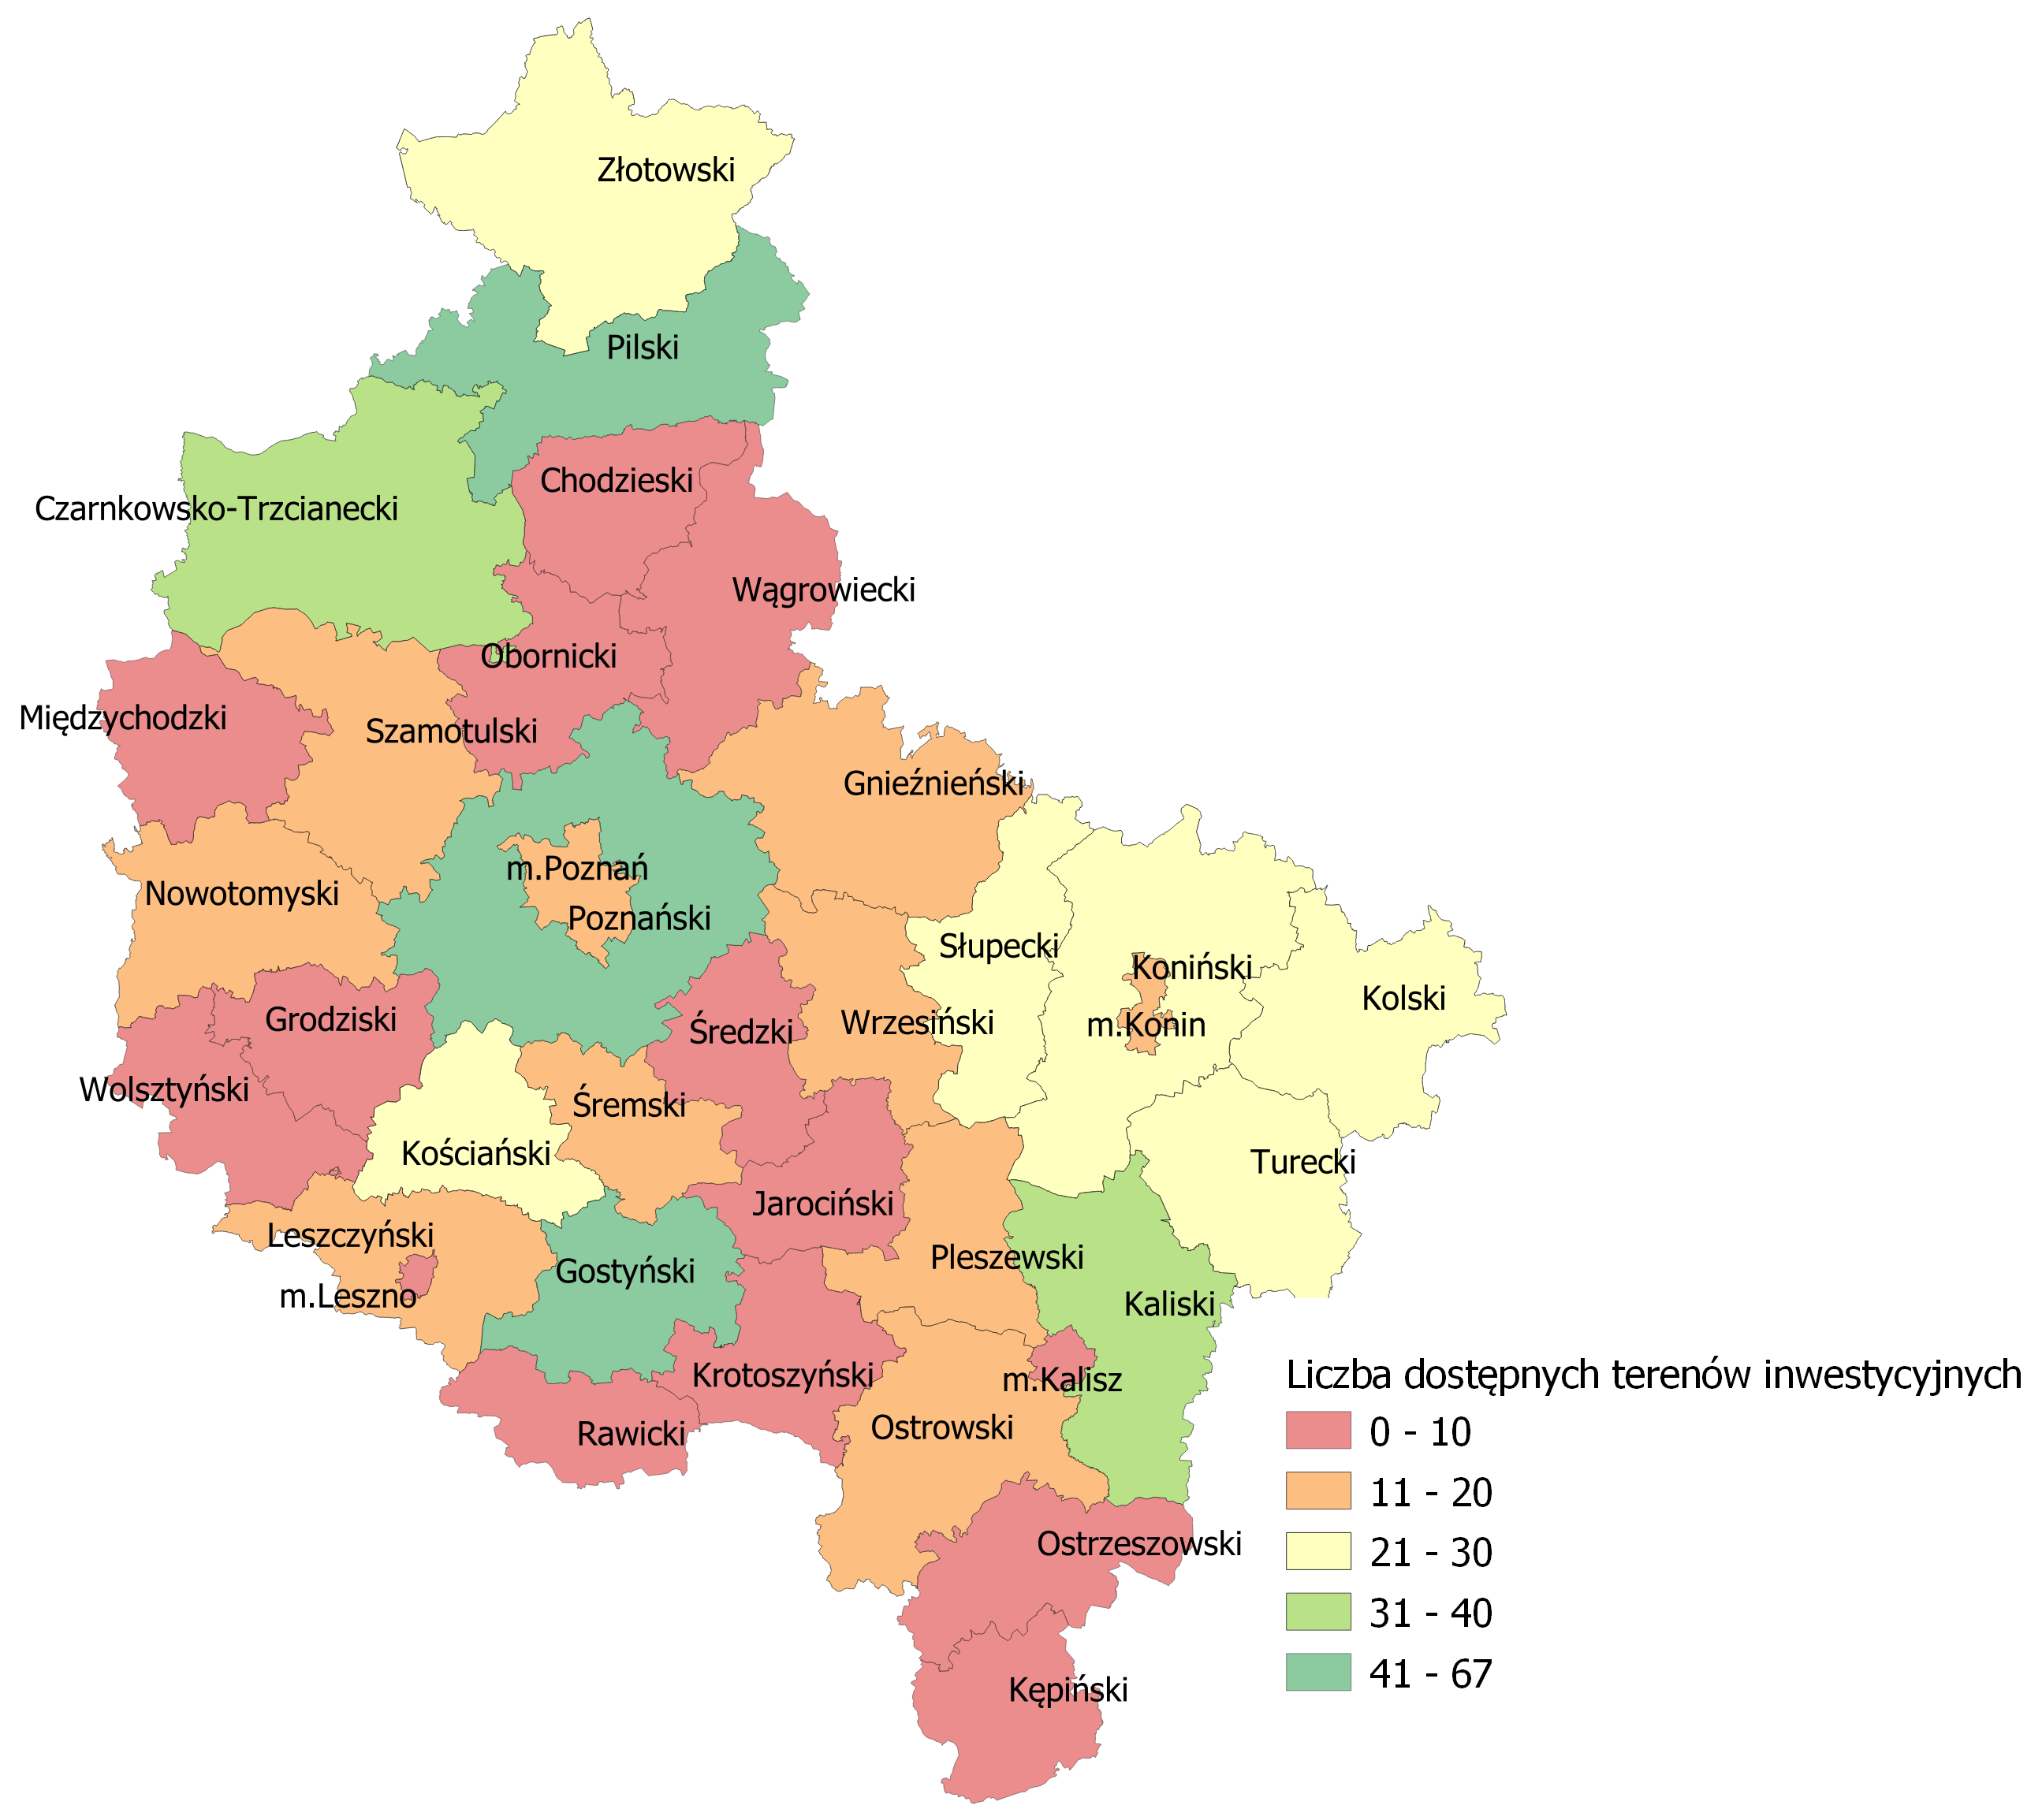 Złotowski
Pilski
Chodzieski
Czarnkowsko-Trzcianecki
Wągrowiecki
Obornicki
Międzychodzki
Szamotulski
Gnieźnieński
m.Poznań
Nowotomyski
Poznański
Słupecki
Koniński
Kolski
Grodziski
Średzki
Wrzesiński
m.Konin
Wolsztyński
Śremski
Kościański
Turecki
Jarociński
Leszczyński
Pleszewski
Gostyński
m.Leszno
Kaliski
Krotoszyński
m.Kalisz
Ostrowski
Rawicki
Ostrzeszowski
Kępiński
Liczba dostępnych terenów inwestycyjnych
0 - 10
11 - 20
21 - 30
31 - 40
41 - 67